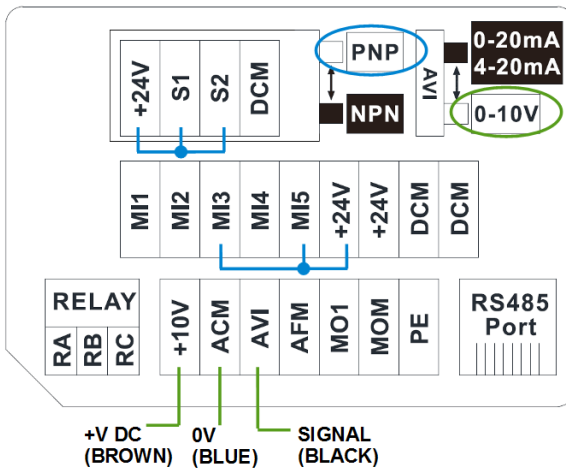 +24V S1 S2 DCM
PNP
NPN
AVI
0-20mA
4-20mA
0-10V
MI1 MI2 MI3 MI4 MI5 +24V +24V DCM DCM
RELAY
RA RB RC
+10V ACM AVI AFM MO1 MOM PE
RS485
Port
+V DC
(BROWN)
0V
(BLUE)
SIGNAL
(BLACK)